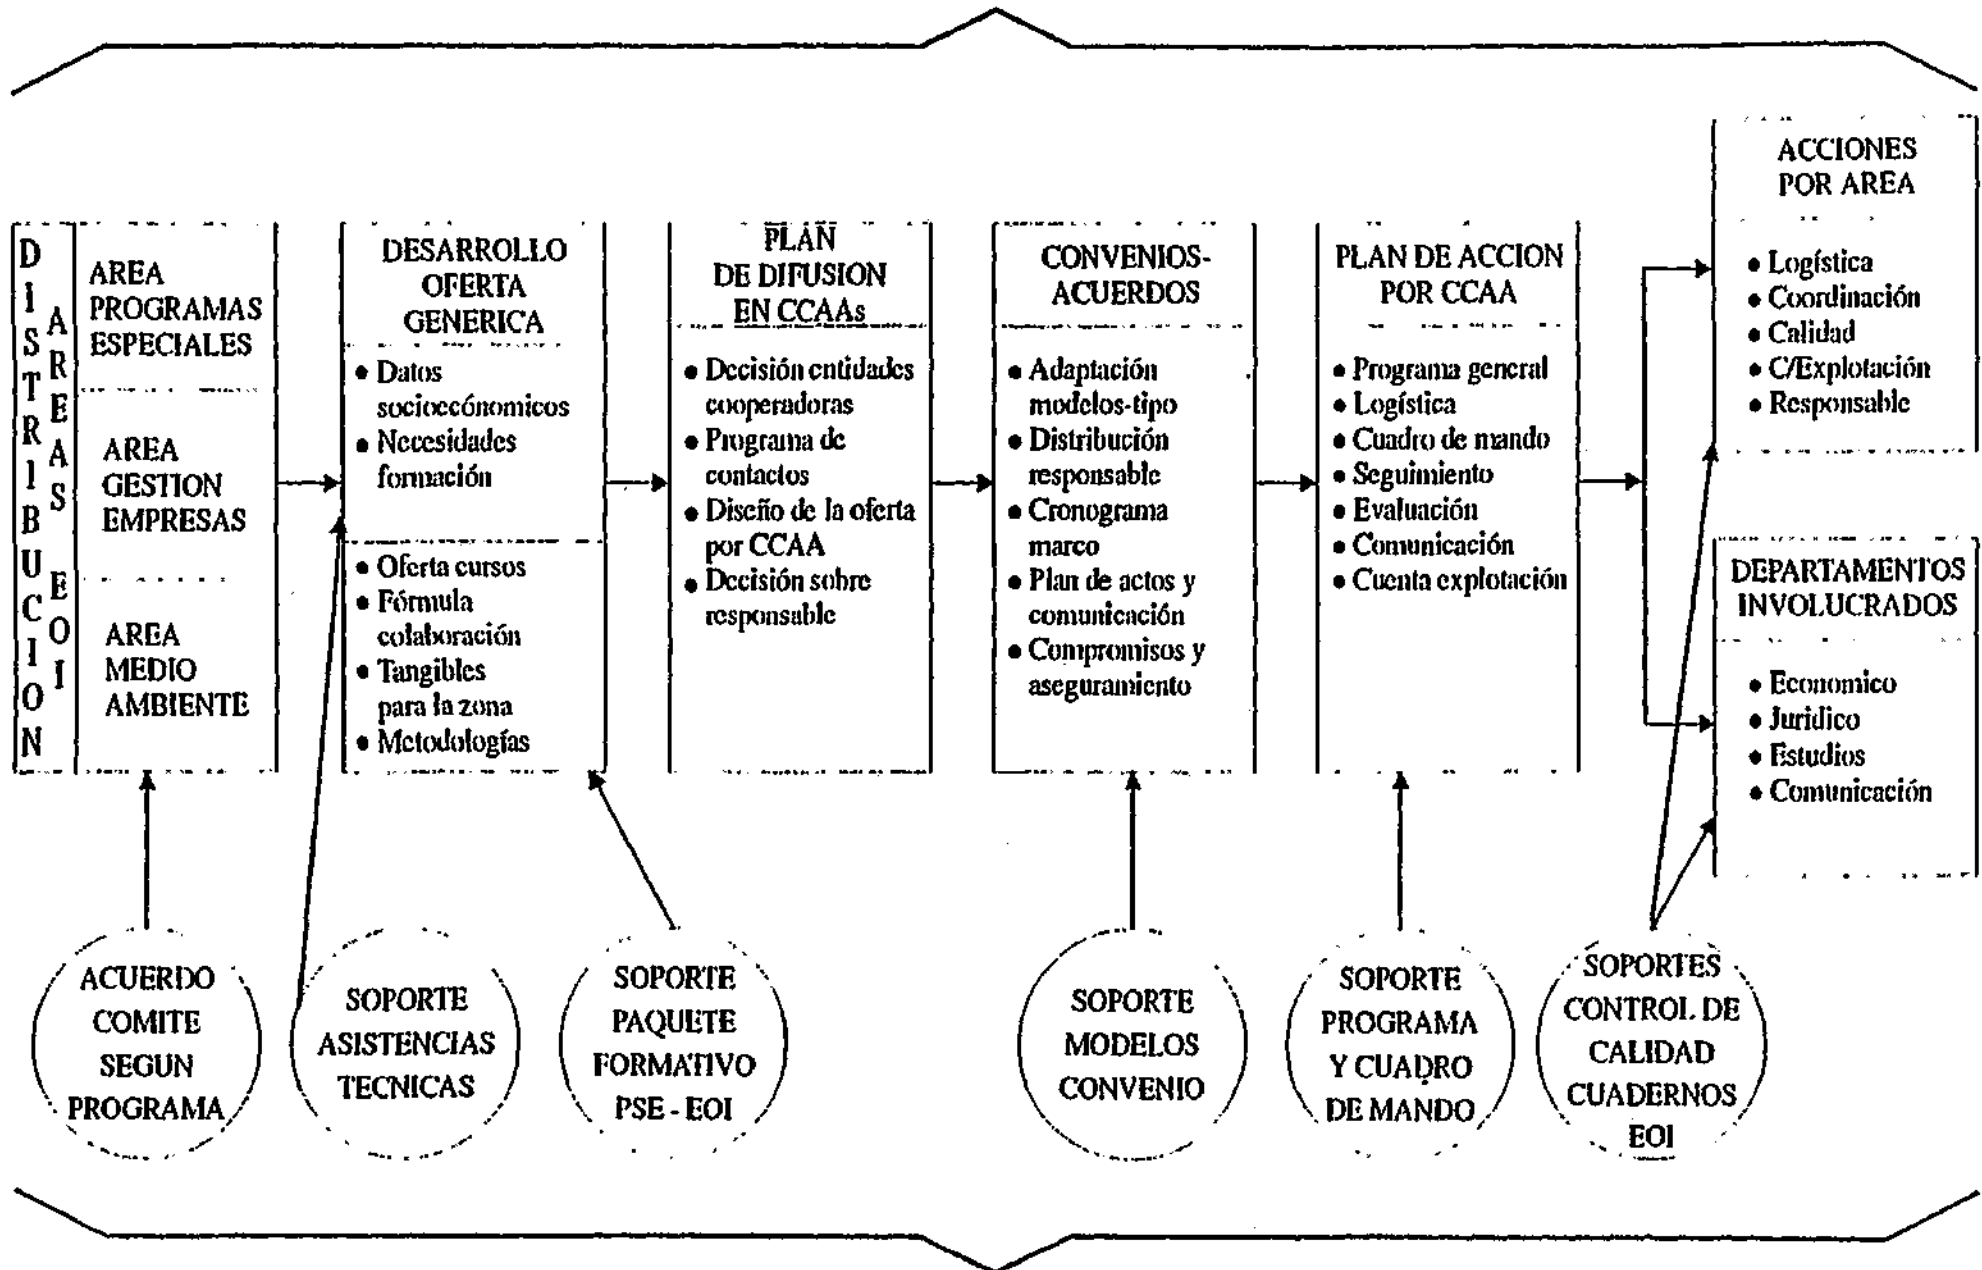 DISTRIBUCION
AREAS EOI
AREA
PROGRAMAS
ESPECIALES
AREA
GESTION
EMPRESAS
AREA
MEDIO
AMBIENTE
DESARROLLO
OFERTA
GENERICA
• Datos
socioecónomicos
• Necesidades
formación
• Oferta cursos
• Fórmula
colaboración
• Tangibles
para la zona
• Metodologías
PLAN
DE DIFUSION
EN CCAAs
• Decisión entidades
cooperadoras
• Programa de
contactos
• Diseño de la oferta
por CCAA
• Decisión sobre
responsable
CONVENIOS-
ACUERDOS
• Adaptación
modelos-tipo
• Distribución
responsable
• Cronograma
marco
• Plan de actos y
comunicación
• Compromisos y
aseguramiento
PLAN DE ACCION
POR CCAA
• Programa general
• Logística
• Cuadro de mando
• Seguimiento
• Evaluación
• Comunicación
• Cuenta explotación
ACCIONES
POR AREA
• Logística
• Coordinación
• Calidad
• C/Explotación
• Responsable
DEPARTAMENTOS
INVOLUCRADOS
• Economico
• Juridico
• Estudios
• Comunicación
ACUERDO
COMITE
SEGUN
PROGRAMA
SOPORTE
ASISTENCIAS
TECNICAS
SOPORTE
PAQUETE
FORMATIVO
PSE - EOI
SOPORTE
MODELOS
CONVENIO
SOPORTE
PROGRAMA
Y CUADRO
DE MANDO
SOPORTES
CONTROL DE
CALIDAD
CUADERNOS
EOI